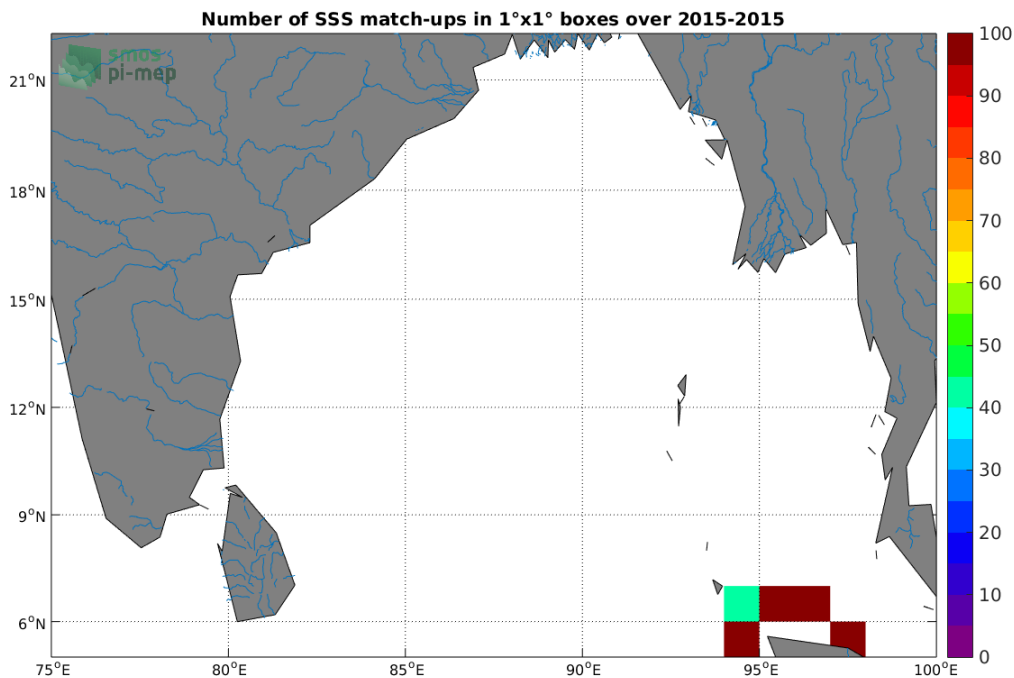 Number of SSS match-ups in 1°x1° boxes over 2015-2015
smos
pi-mep
21°N
18°N
15°N
12°N
9°N
6°N
75°E
80°E
85°E
90°E
95°E
100°E
100
90
80
70
60
50
40
30
20
10
0